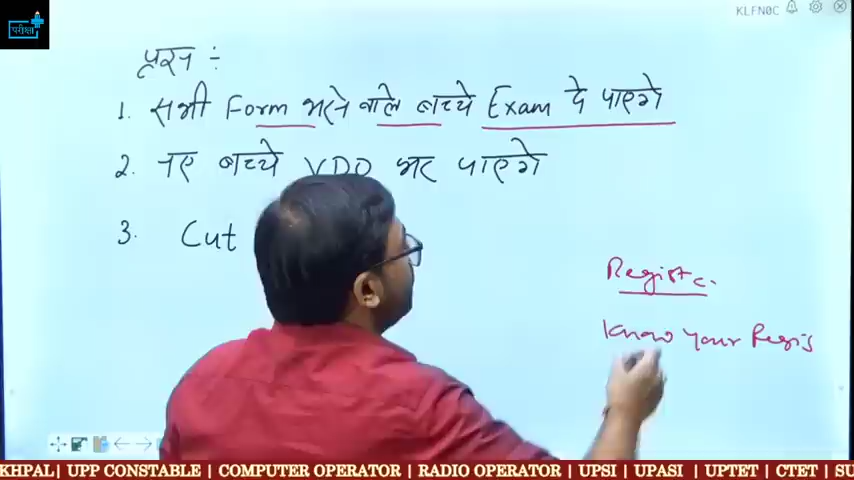 परीक्षा
KLFN0C
प्रश्न :-
1. सभी Form भरने वाले बच्चे Exam दे पाएगे
2. नए बच्चे VDO भर पाएगे
3. Cut
Registr.
Know Your Regis
KHPAL| UPP CONSTABLE | COMPUTER OPERATOR | RADIO OPERATOR | UPSI | UPASI | UPTET | CTET | SU